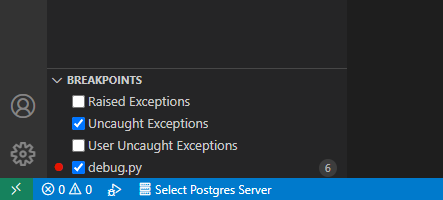 BREAKPOINTS
Raised Exceptions
Uncaught Exceptions
User Uncaught Exceptions
debug.py 6
0 0 Select Postgres Server